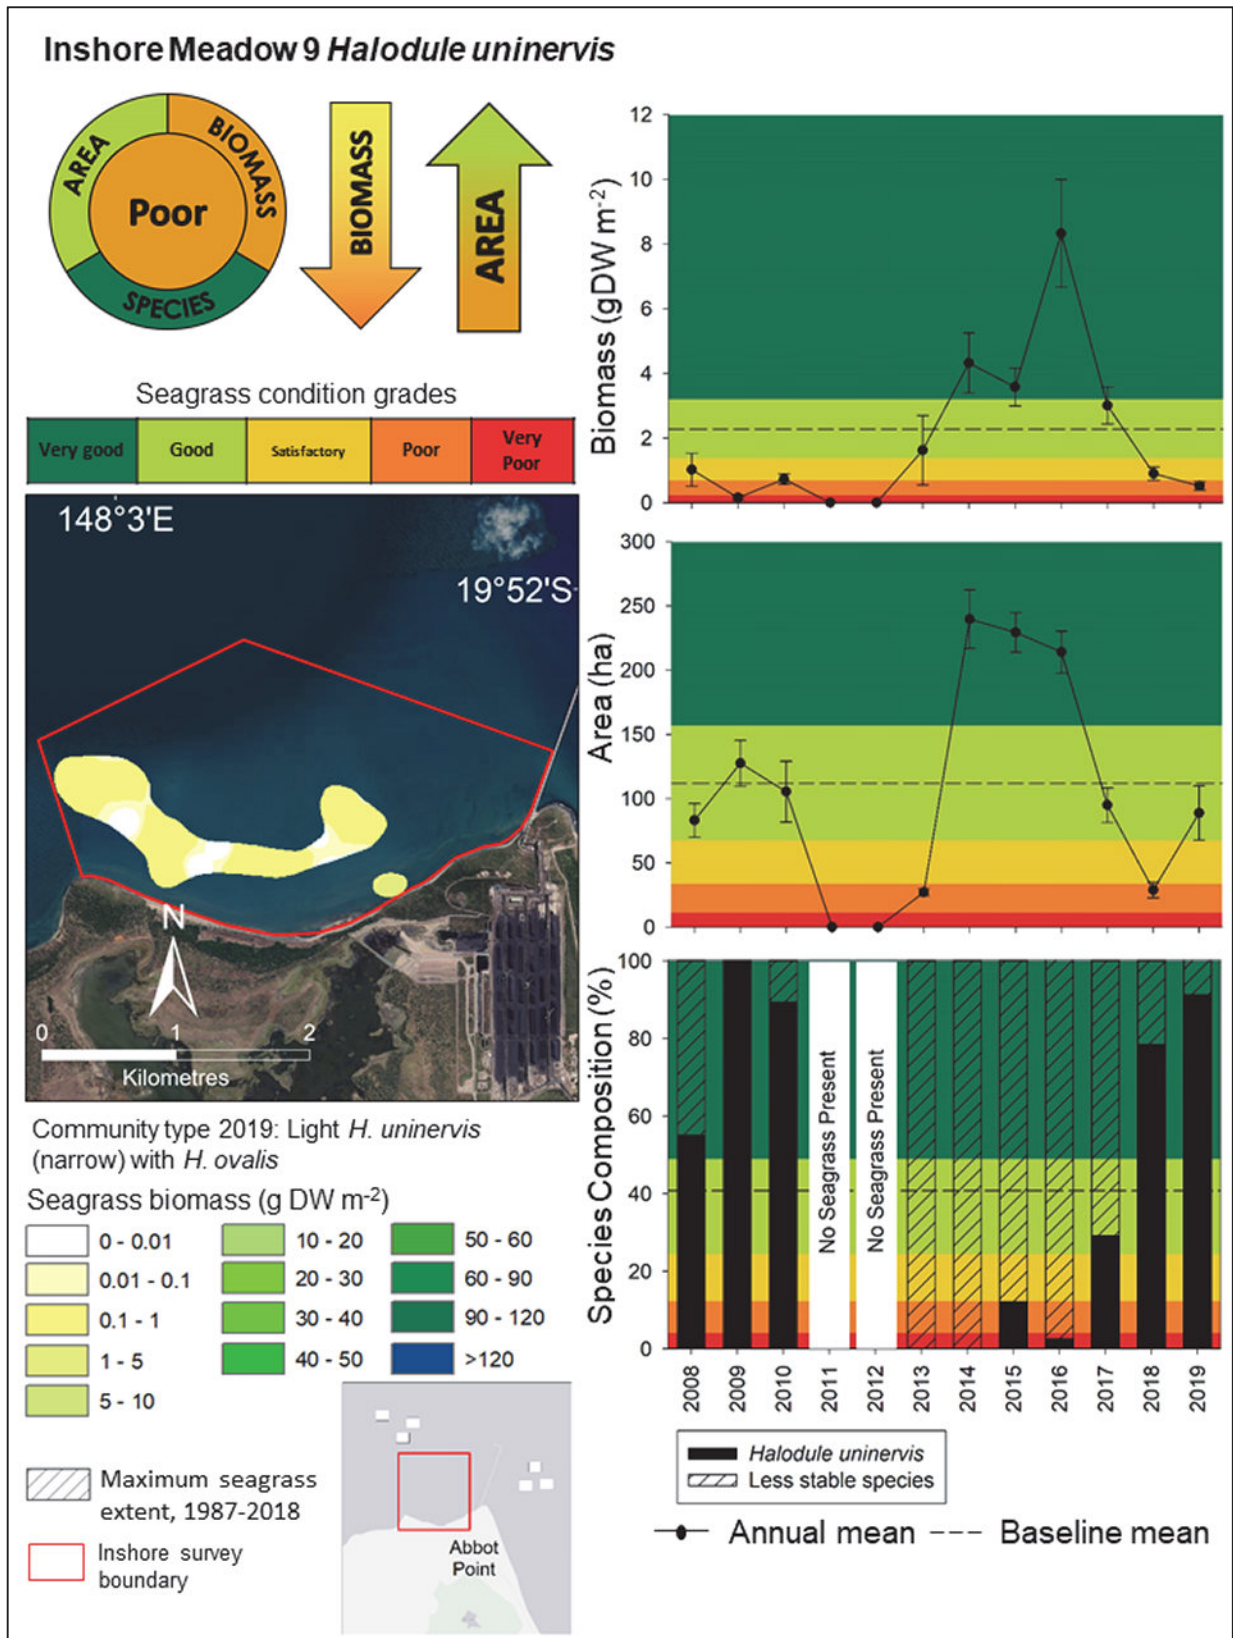 Inshore Meadow 9 Halodule uninervis
AREA
BIOMASS
SPECIES
Poor
BIOMASS
AREA
Seagrass condition grades
Very good
Good
Satisfactory
Poor
Very
Poor
148°3'E
19°52'S
N
0 1 2
Kilometres
Community type 2019: Light H. uninervis
(narrow) with H. ovalis
Seagrass biomass (g DW m-2)
0 - 0.01
0.01 - 0.1
0.1 - 1
1 - 5
5 - 10
10 - 20
20 - 30
30 - 40
40 - 50
50 - 60
60 - 90
90 - 120
>120
Maximum seagrass
extent, 1987-2018
Inshore survey
boundary
Abbot
Point
Biomass (gDW m-2)
12
10
8
6
4
2
0
Area (ha)
300
250
200
150
100
50
0
Species Composition (%)
100
80
60
40
20
0
No Seagrass Present
No Seagrass Present
2008
2009
2010
2011
2012
2013
2014
2015
2016
2017
2018
2019
Halodule uninervis
Less stable species
Annual mean
Baseline mean